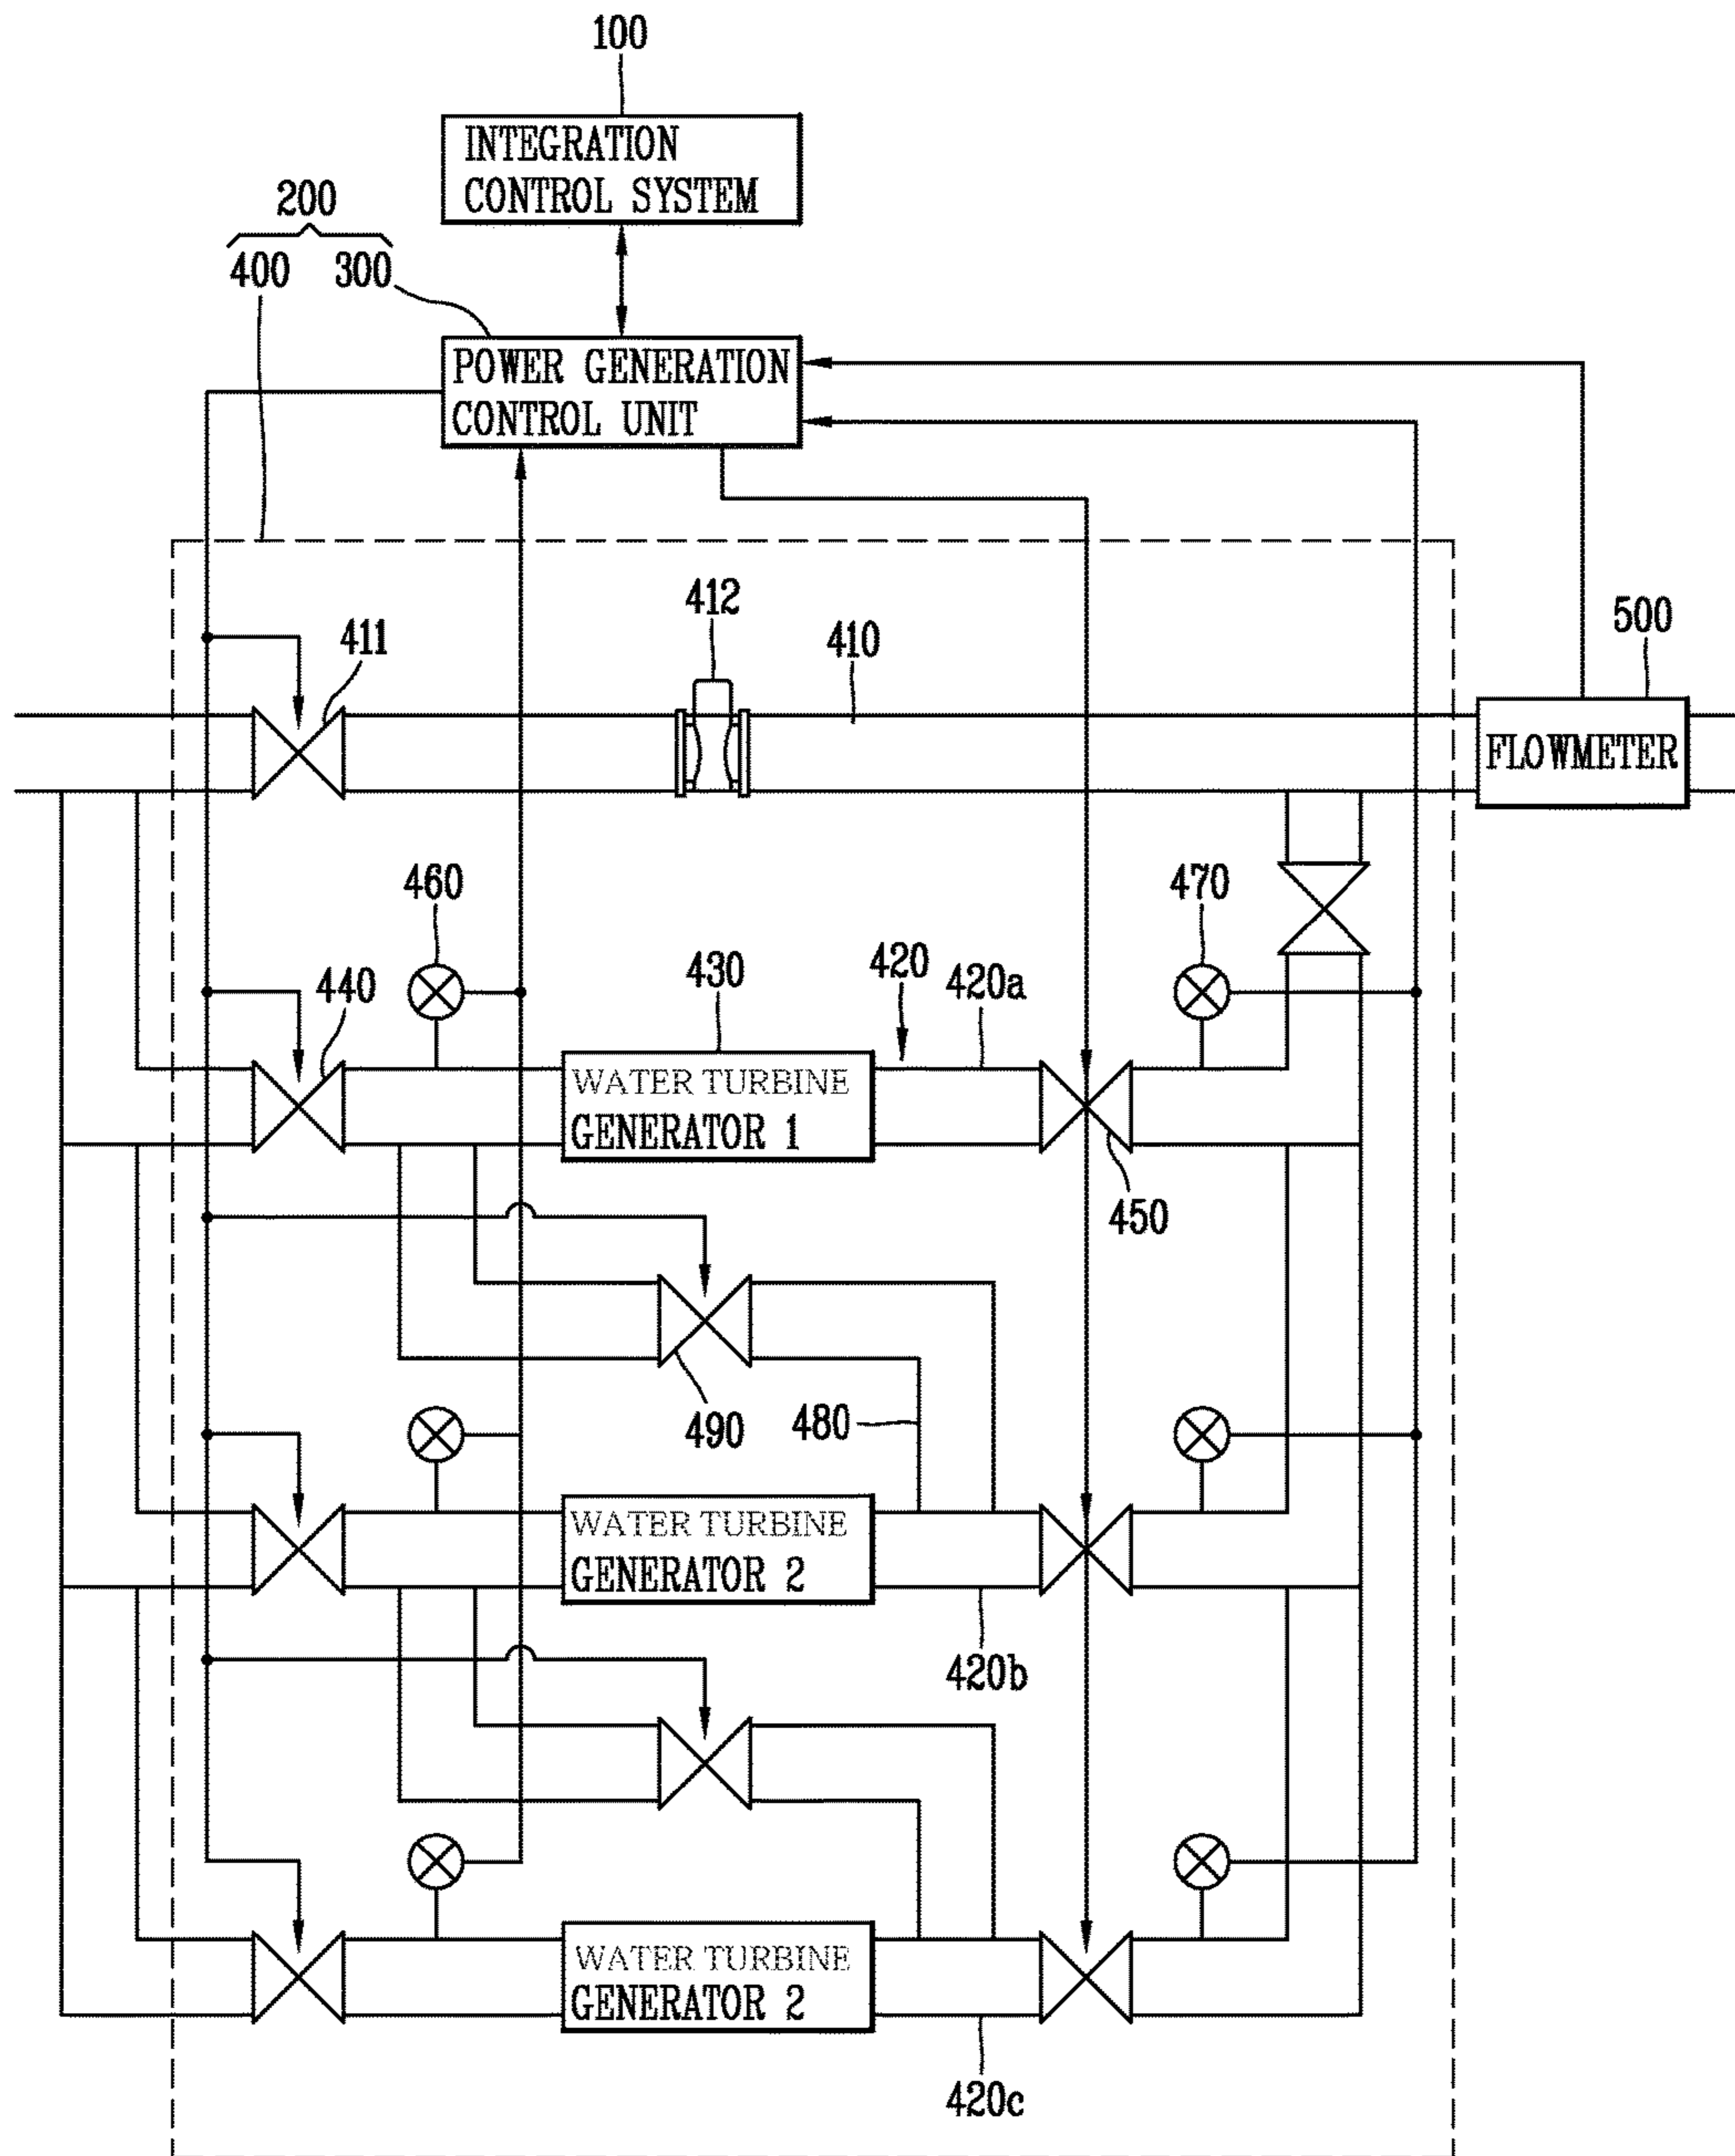 100
INTEGRATION
CONTROL SYSTEM
200
400 300
POWER GENERATION
CONTROL UNIT
412
411
410
500
FLOWMETER
460
470
440
430
420
420a
WATER TURBINE
GENERATOR 1
450
490
480
WATER TURBINE
GENERATOR 2
420b
WATER TURBINE
GENERATOR 2
420c